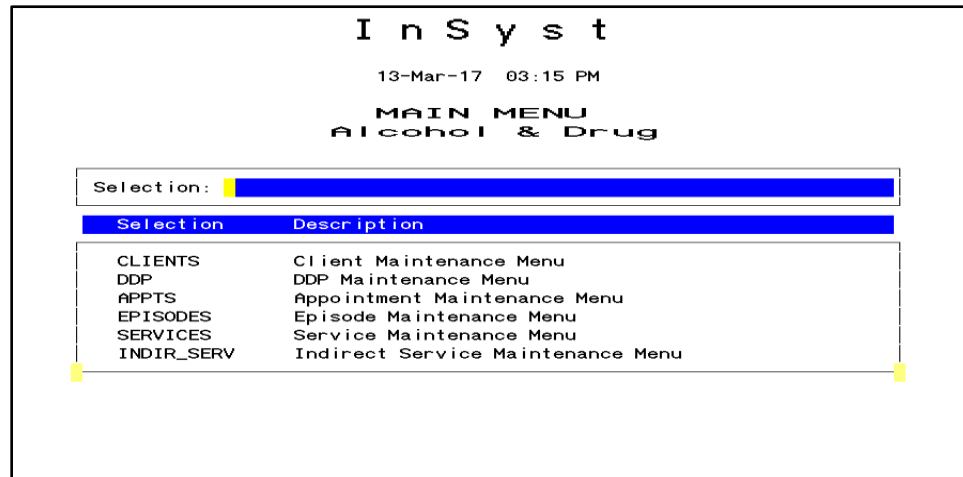 InSyst
13-Mar-17 03:15 PM
MAIN MENU
Alcohol & Drug
Selection:
Selection Description
CLIENTS Client Maintenance Menu
DDP DDP Maintenance Menu
APPTS Appointment Maintenance Menu
EPISODES Episode Maintenance Menu
SERVICES Service Maintenance Menu
INDIR_SERV Indirect Service Maintenance Menu